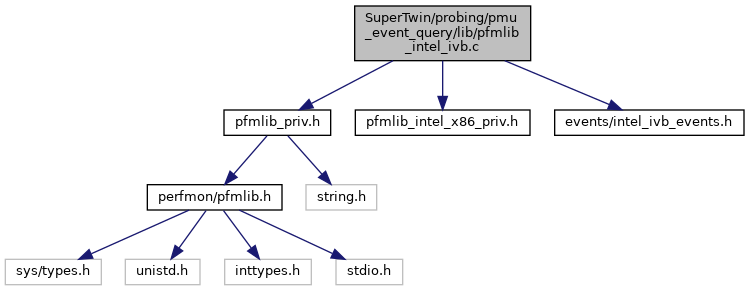 SuperTwin/probing/pmu
_event_query/lib/pfmlib
_intel_ivb.c
pfmlib_priv.h
pfmlib_intel_x86_priv.h
events/intel_ivb_events.h
perfmon/pfmlib.h
string.h
sys/types.h
unistd.h
inttypes.h
stdio.h